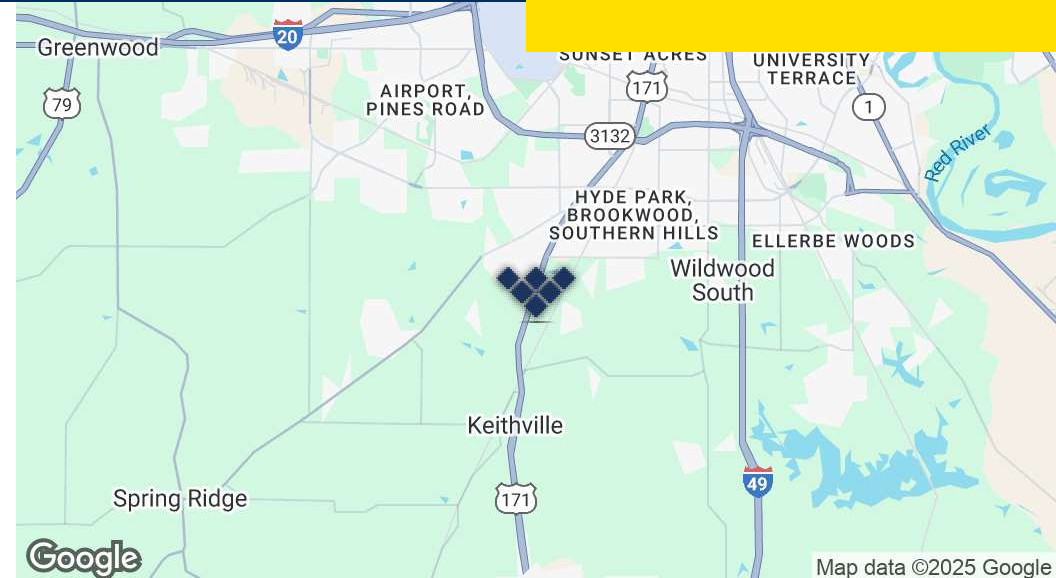 Greenwood
20
SUNSET ACRES
UNIVERSITY
TERRACE
79
171
AIRPORT,
PINES ROAD
1
3132
Red River
HYDE PARK,
BROOKWOOD,
SOUTHERN HILLS
ELLERBE WOODS
Wildwood
South
Keithville
49
Spring Ridge
171
Google
Map data ©2025 Google